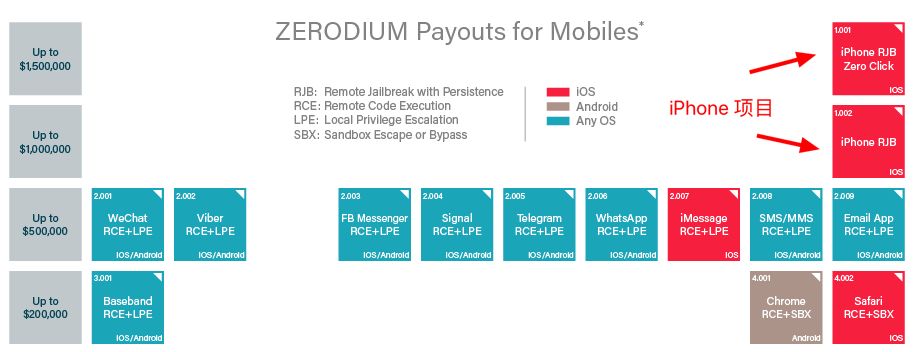 ZERODIUM Payouts for Mobiles*
Up to
$1,500,000
1.001
iPhone RJB
Zero Click
iOS
RJB: Remote Jailbreak with Persistence
RCE: Remote Code Execution
LPE: Local Privilege Escalation
SBX: Sandbox Escape or Bypass
iOS
Android
Any OS
iPhone 项目
Up to
$1,000,000
1.002
iPhone RJB
iOS
Up to
$500,000
2.001
WeChat
RCE+LPE
iOS/Android
2.002
Viber
RCE+LPE
iOS/Android
2.003
FB Messenger
RCE+LPE
iOS/Android
2.004
Signal
RCE+LPE
iOS/Android
2.005
Telegram
RCE+LPE
iOS/Android
2.006
WhatsApp
RCE+LPE
iOS/Android
2.007
iMessage
RCE+LPE
iOS
2.008
SMS/MMS
RCE+LPE
iOS/Android
2.009
Email App
RCE+LPE
iOS/Android
Up to
$200,000
3.001
Baseband
RCE+LPE
iOS/Android
4.001
Chrome
RCE+SBX
Android
4.002
Safari
RCE+SBX
iOS